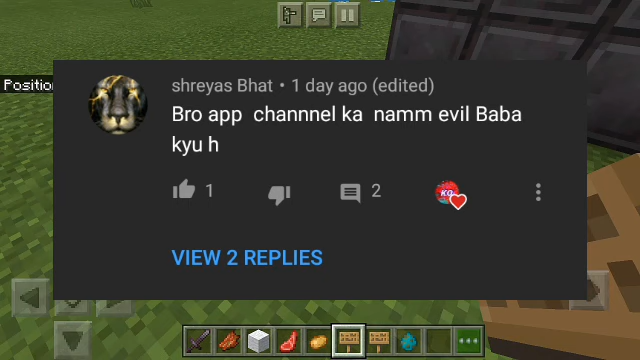 Position
shreyas Bhat • 1 day ago (edited)
Bro app channnel ka namm evil Baba
kyu h
1
2
KG
VIEW 2 REPLIES